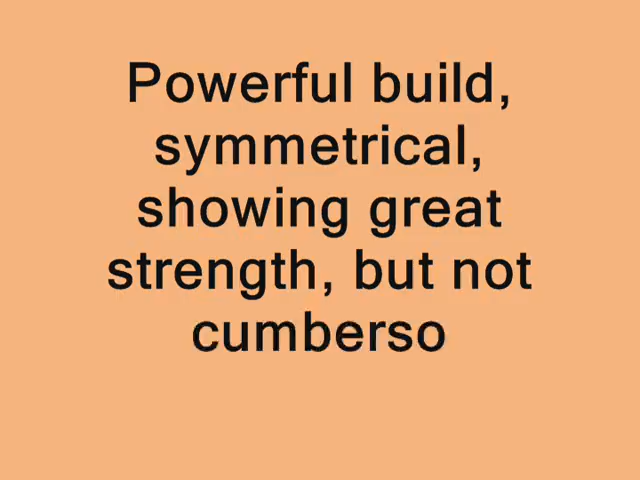 Powerful build,
symmetrical,
showing great
strength, but not
cumberso